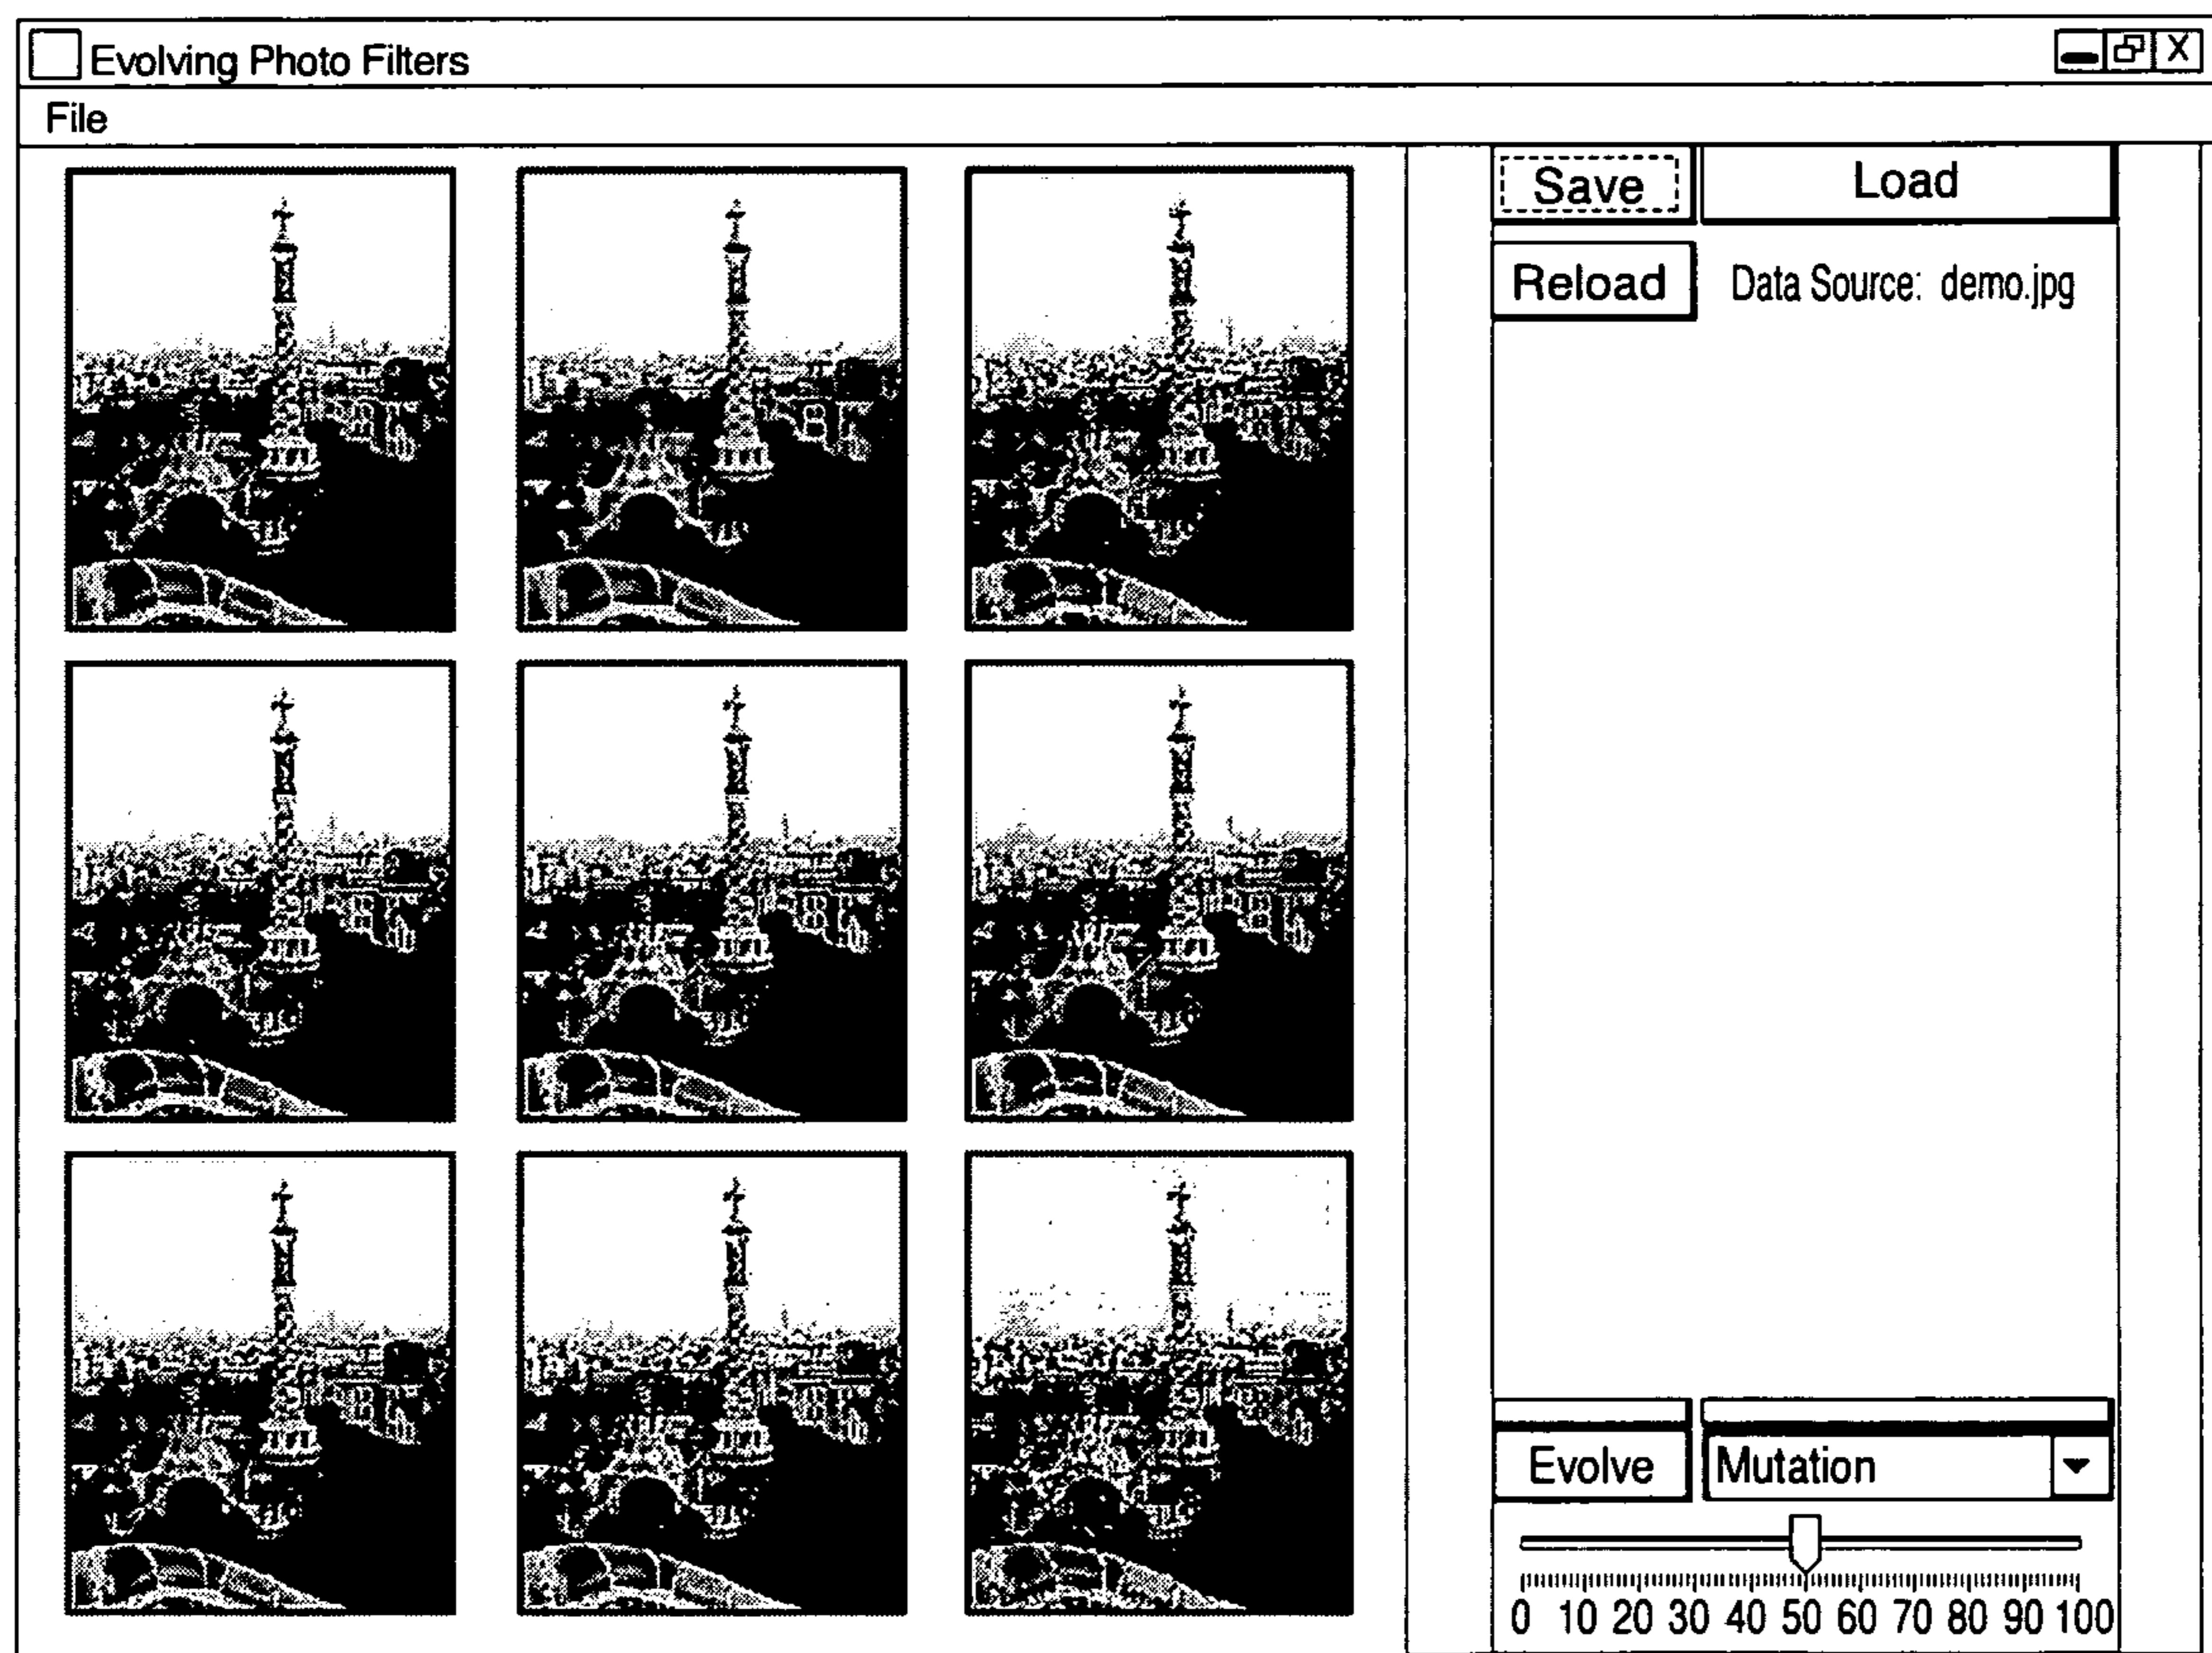 Evolving Photo Filters
X
File
Save Load
Reload Data Source: demo.jpg
Evolve Mutation
0 10 20 30 40 50 60 70 80 90 100